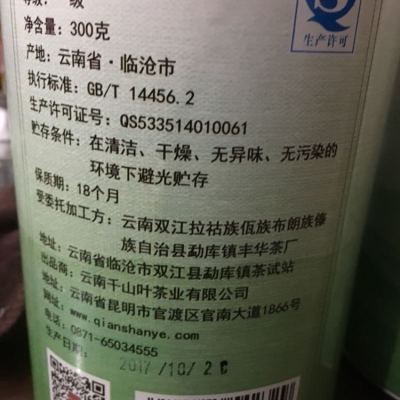 等级：一级
净含量：300克
产地：云南省·临沧市
执行标准：GB/T 14456.2
生产许可证号：QS533514010061
贮存条件：在清洁、干燥、无异味、无污染的
环境下避光贮存
保质期：18个月
受委托加工方：云南双江拉祜族佤族布朗族傣
族自治县勐库镇丰华茶厂
地址：云南省临沧市双江县勐库镇茶试站
出品商：云南千山叶茶业有限公司
地址：云南省昆明市官渡区官南大道1866号
网址：www.qianshanye.com
电话：0871-65034555
生产日期：
2017/10/2
生产许可